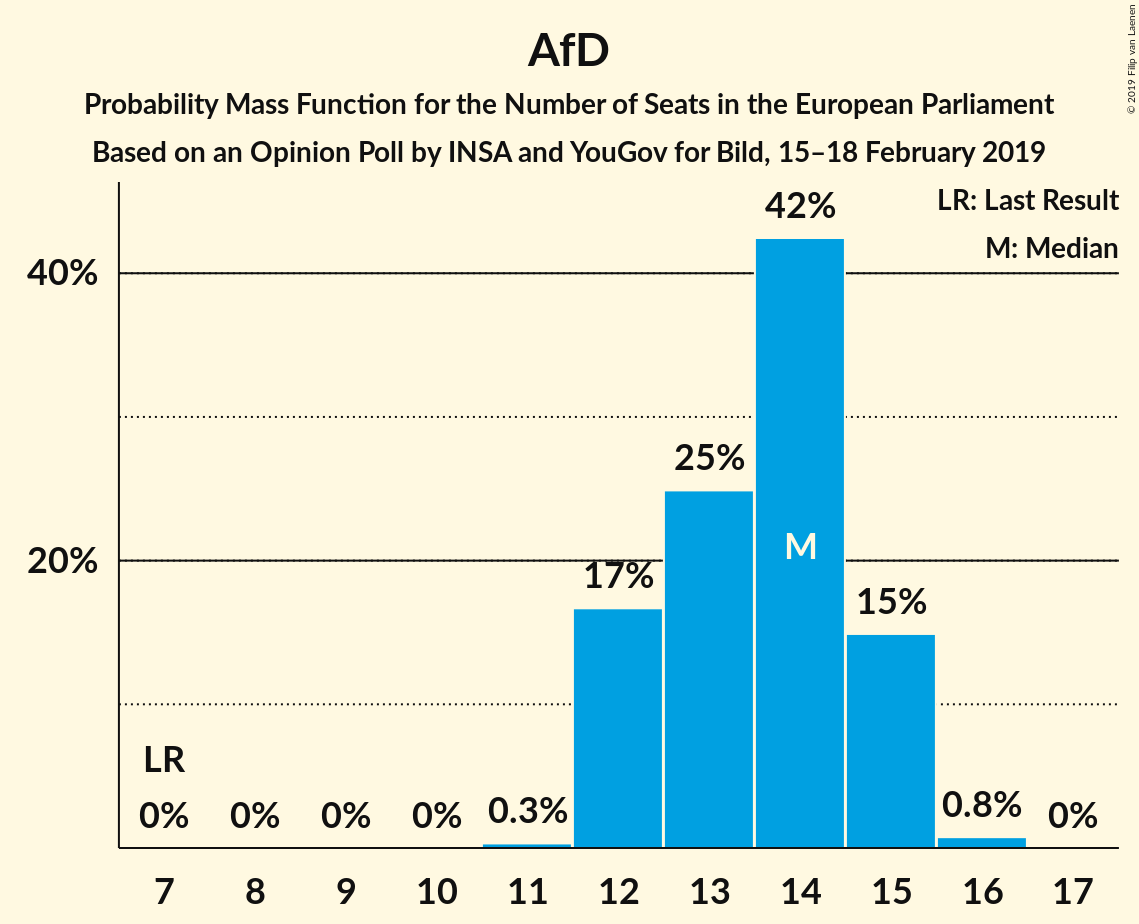 AfD
Probability Mass Function for the Number of Seats in the European Parliament
Based on an Opinion Poll by INSA and YouGov for Bild, 15–18 February 2019
© 2019 Filip van Laenen
LR: Last Result
M: Median
42%
40%
25%
M
20%
17%
15%
LR
0% 0% 0% 0% 0.3% 0.8% 0%
7 8 9 10 11 12 13 14 15 16 17